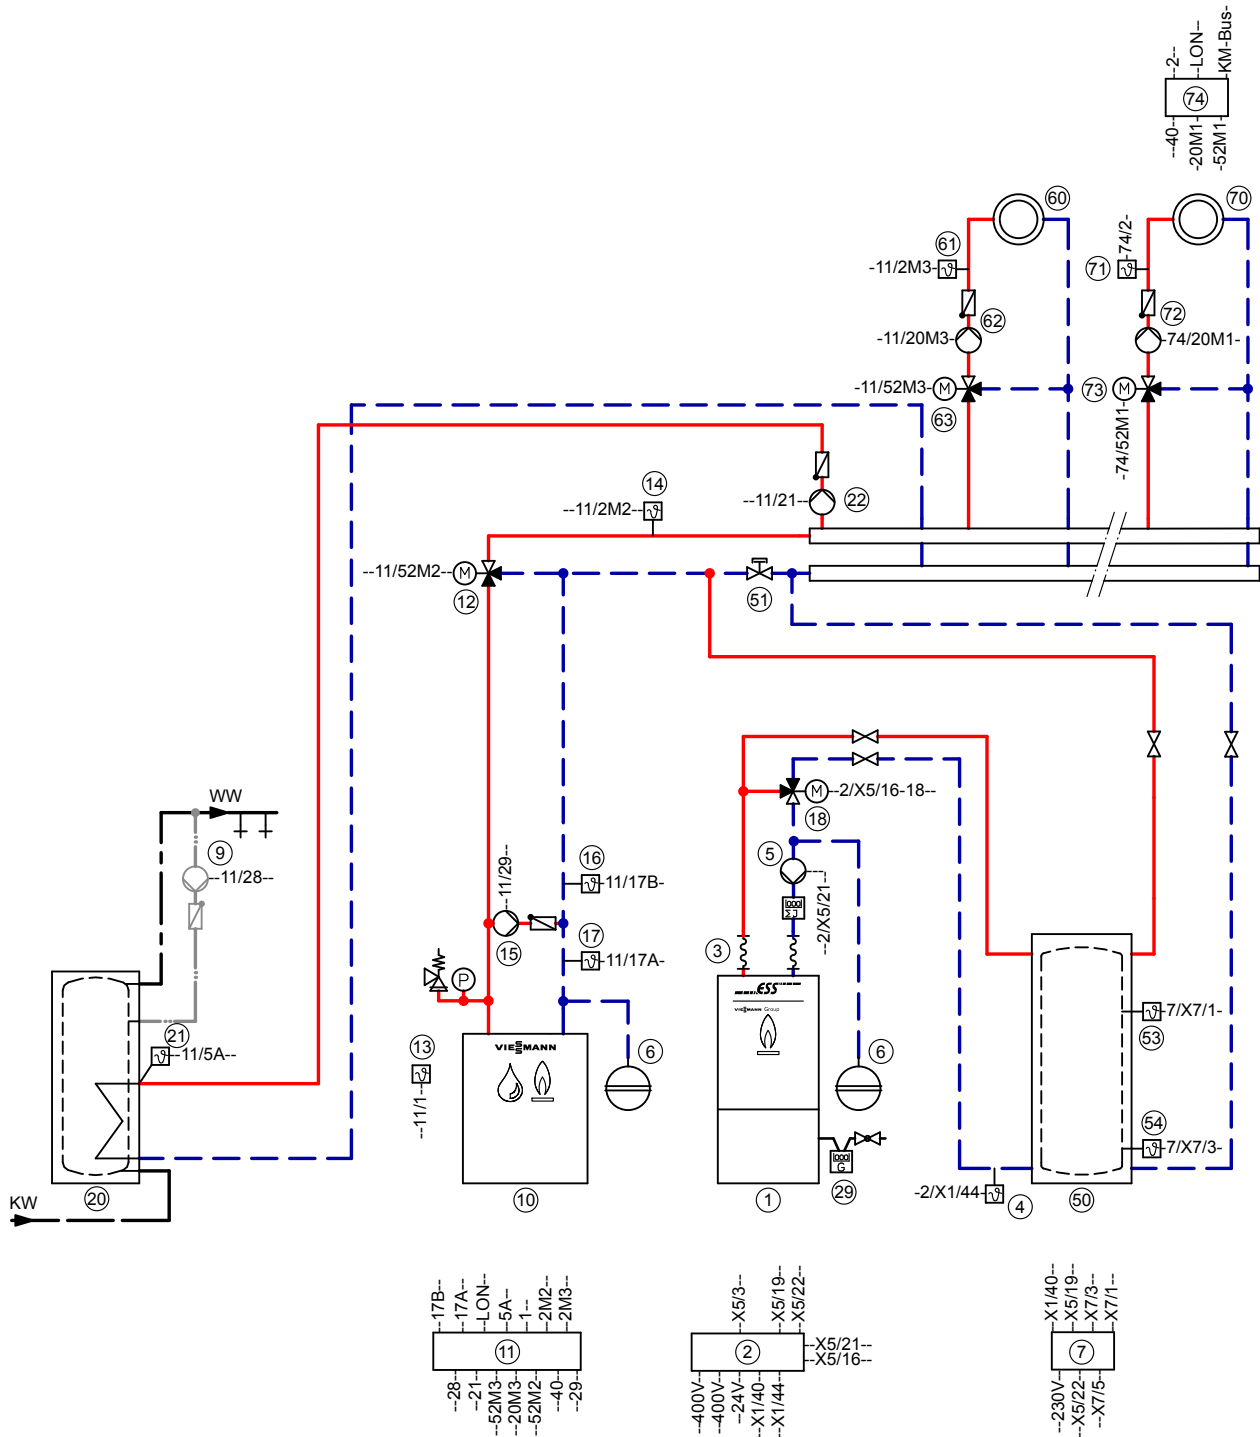 --2--
-LON--
-KM-Bus-
74
--40--
-20M1-
-52M1-
60
70
61
-11/2M3-
71
-74/2-
62
-11/20M3-
72
-74/20M1-
-11/52M3-
M
63
73
M
-74/52M1-
14
--11/2M2--
--11/21--
22
--11/52M2--
M
12
51
WW
9
--11/28--
M
--2/X5/16-18--
18
--11/29--
16
-11/17B-
5
--2/X5/21--
15
17
-11/17A-
ΣJ
3
P
ESS
VIESMANN Group
21
--11/5A--
13
--11/1--
VIESMANN
6
6
-7/X7/1-
53
54
-7/X7/3-
G
29
-2/X1/44-
4
KW
20
10
1
50
--17B--
--17A--
--LON--
--5A--
--1--
--2M2--
--2M3--
11
--28--
--21--
--52M3--
--20M3--
--52M2--
--40--
--29--
--X5/3--
--X5/19--
--X5/22--
2
--X5/21--
--X5/16--
--400V--
--400V--
--24V--
--X1/40--
--X1/44--
--X1/40--
--X5/19--
--X7/3--
--X7/1--
7
--230V--
--X5/22--
--X7/5--